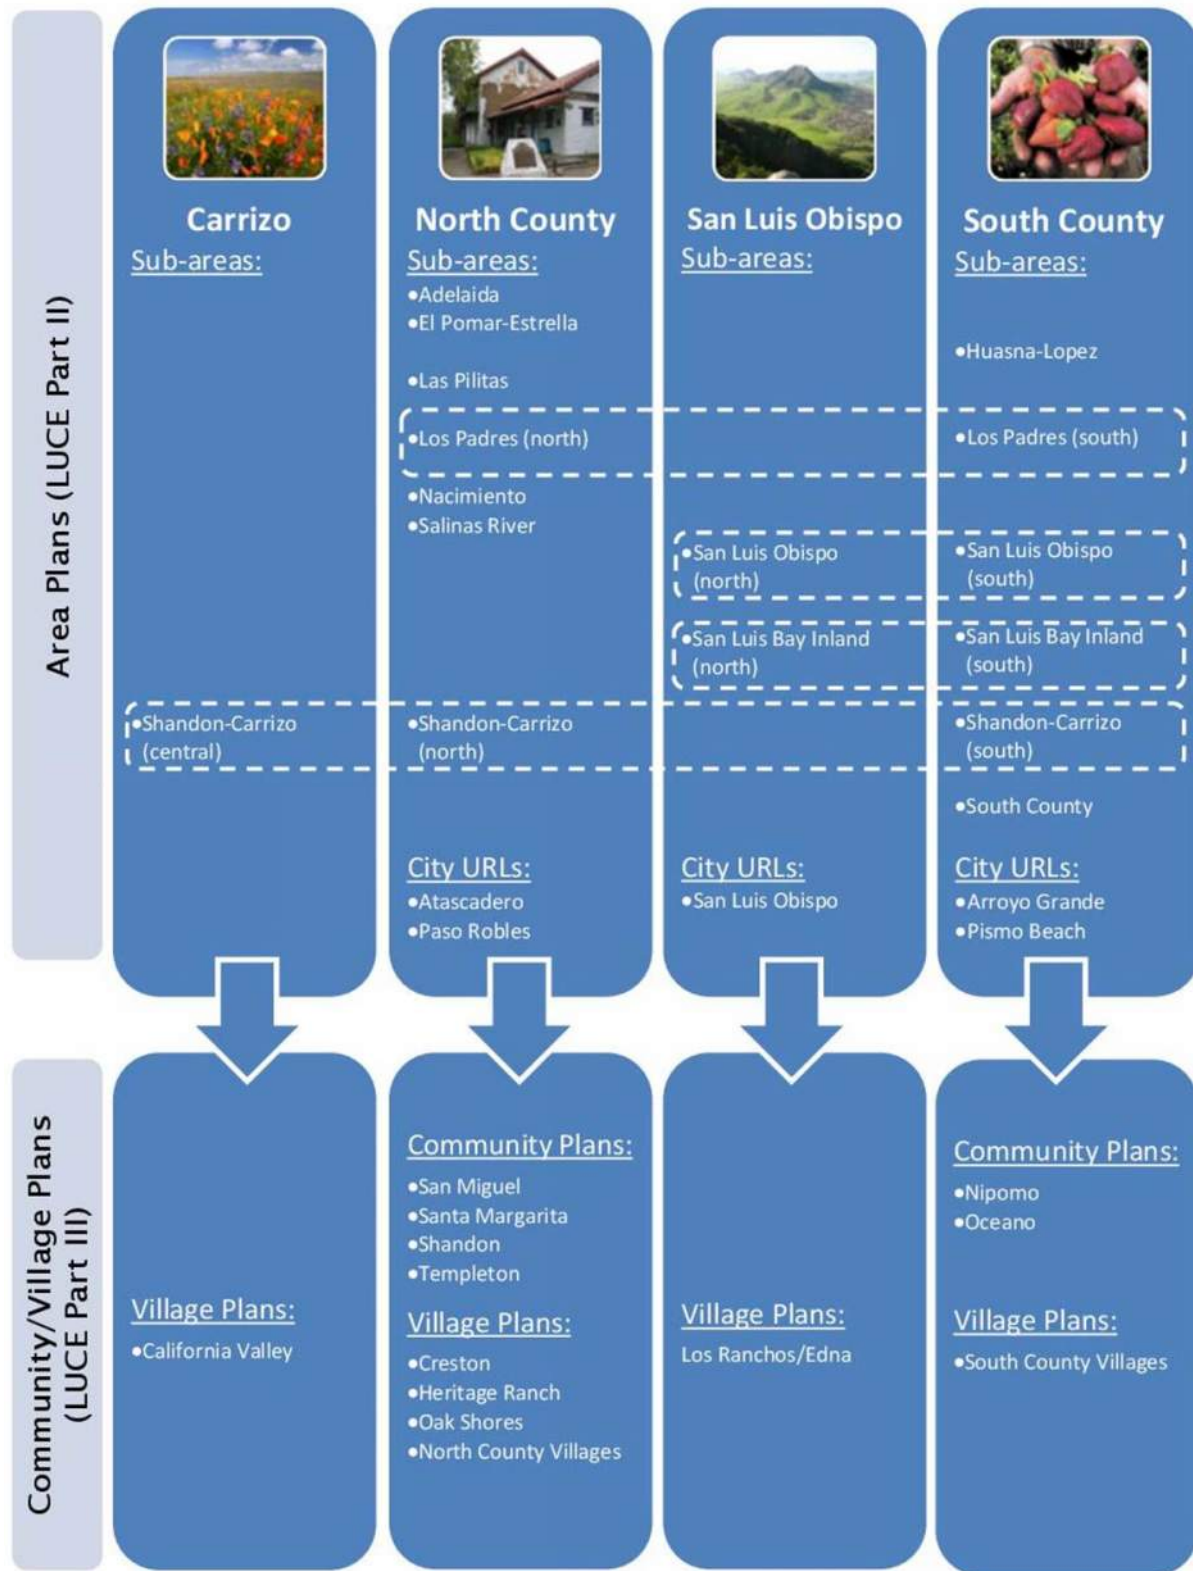 Area Plans (LUCE Part II)
Carrizo
Sub-areas:
•Shandon-Carrizo
(central)
North County
Sub-areas:
•Adelaida
•El Pomar-Estrella
•Las Pilitas
•Los Padres (north)
•Nacimiento
•Salinas River
•Shandon-Carrizo
(north)
City URLs:
•Atascadero
•Paso Robles
San Luis Obispo
Sub-areas:
•San Luis Obispo
(north)
•San Luis Bay Inland
(north)
City URLs:
•San Luis Obispo
South County
Sub-areas:
•Huasna-Lopez
•Los Padres (south)
•San Luis Obispo
(south)
•San Luis Bay Inland
(south)
•Shandon-Carrizo
(south)
•South County
City URLs:
•Arroyo Grande
•Pismo Beach
Community/Village Plans
(LUCE Part III)
Village Plans:
•California Valley
Community Plans:
•San Miguel
•Santa Margarita
•Shandon
•Templeton
Village Plans:
•Creston
•Heritage Ranch
•Oak Shores
•North County Villages
Village Plans:
Los Ranchos/Edna
Community Plans:
•Nipomo
•Oceano
Village Plans:
•South County Villages